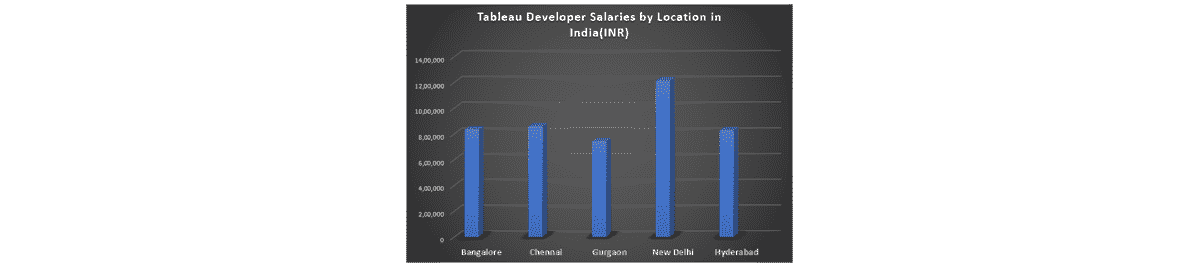 Tableau Developer Salaries by Location in
India(INR)
14,00,000
12,00,000
10,00,000
8,00,000
6,00,000
4,00,000
2,00,000
0
Bangalore Chennai Gurgaon New Delhi Hyderabad